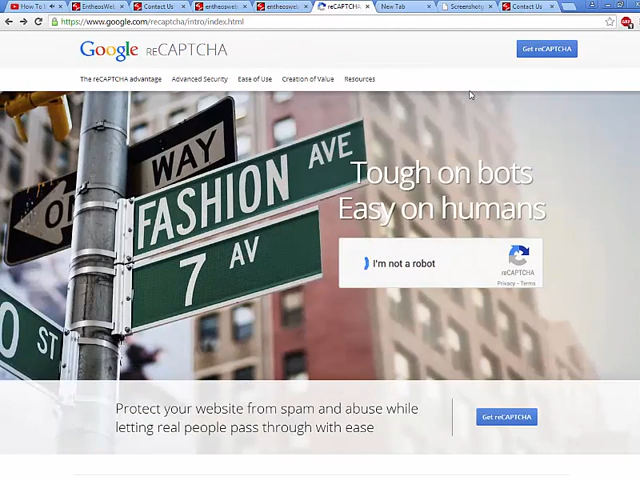 How To
EntheosWeb
Contact Us
entheosweb
entheosweb
reCAPTCHA
New Tab
Screenshot
Contact Us
https://www.google.com/recaptcha/intro/index.html
Google reCAPTCHA
Get reCAPTCHA
The reCAPTCHA advantage Advanced Security Ease of Use Creation of Value Resources
WAY
FASHION AVE
7 AV
ST
Tough on bots
Easy on humans
I'm not a robot
reCAPTCHA
Privacy - Terms
Protect your website from spam and abuse while
letting real people pass through with ease
Get reCAPTCHA